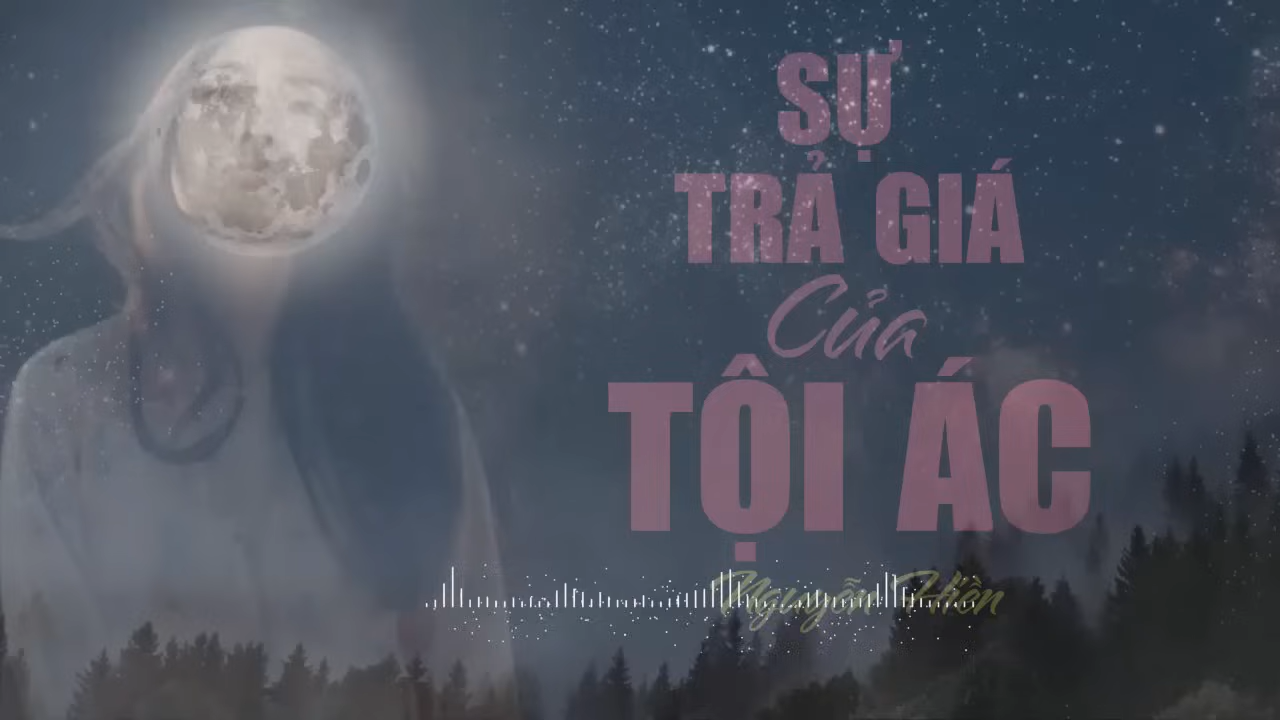 SỰ
TRẢ GIÁ
Của
TỘI ÁC
Nguyễn Hiền